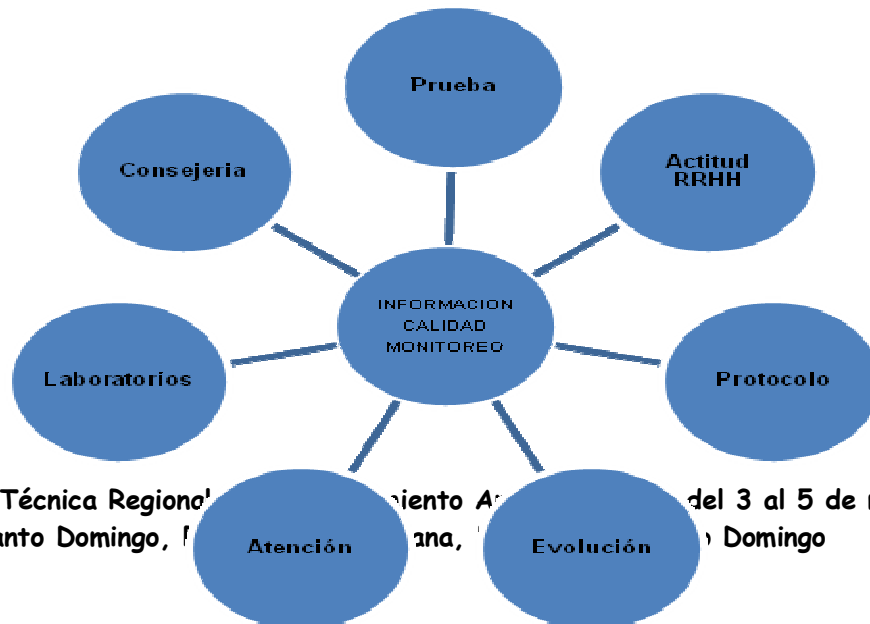 Prueba
Consejeria
Actitud
RRHH
INFORMACION
CALIDAD
MONITOREO
Laboratorios
Protocolo
Técnica Regional del 3 al 5 de
Domingo, Domingo
Atención
Evolución